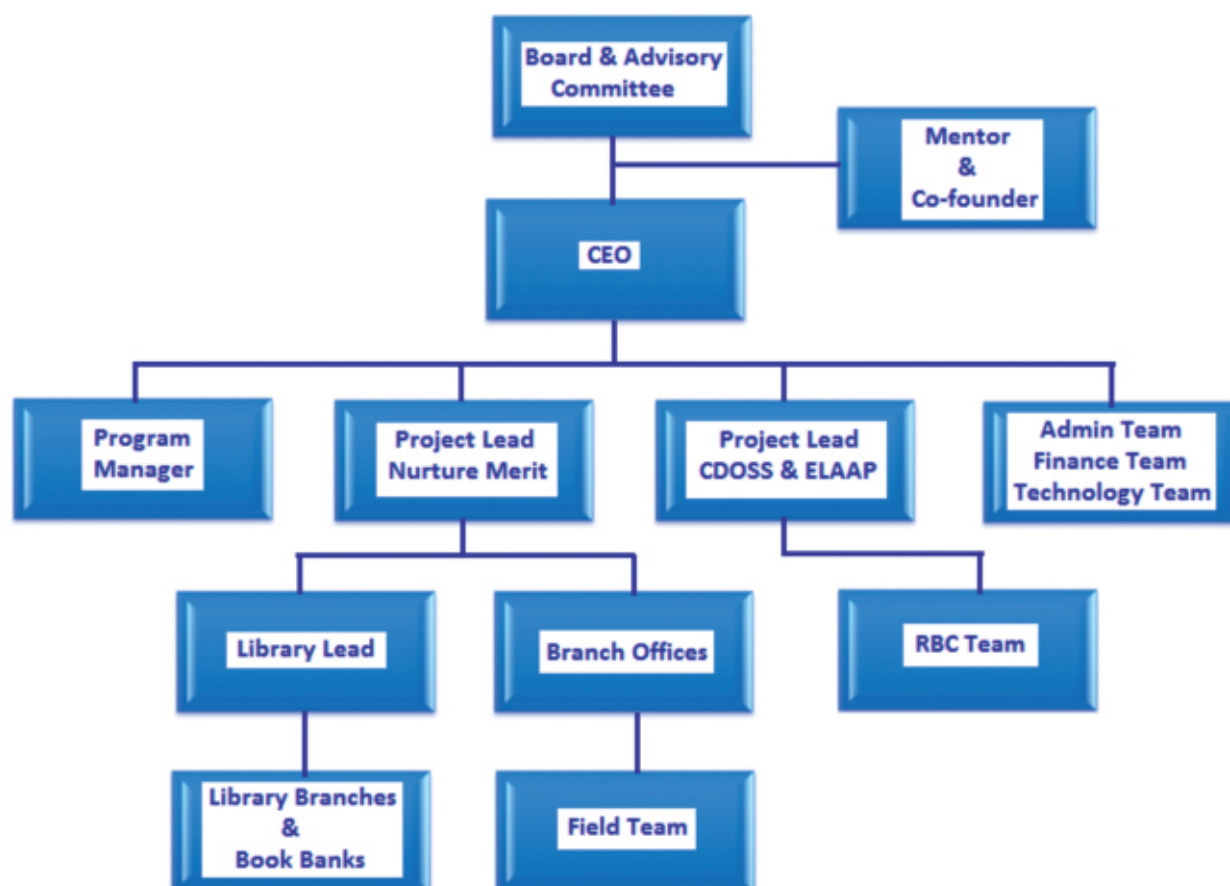 Board & Advisory
Committee
Mentor
&
Co-founder
CEO
Program
Manager
Project Lead
Nurture Merit
Project Lead
CDOSS & ELAAP
Admin Team
Finance Team
Technology Team
Library Lead
Branch Offices
RBC Team
Library Branches
&
Book Banks
Field Team